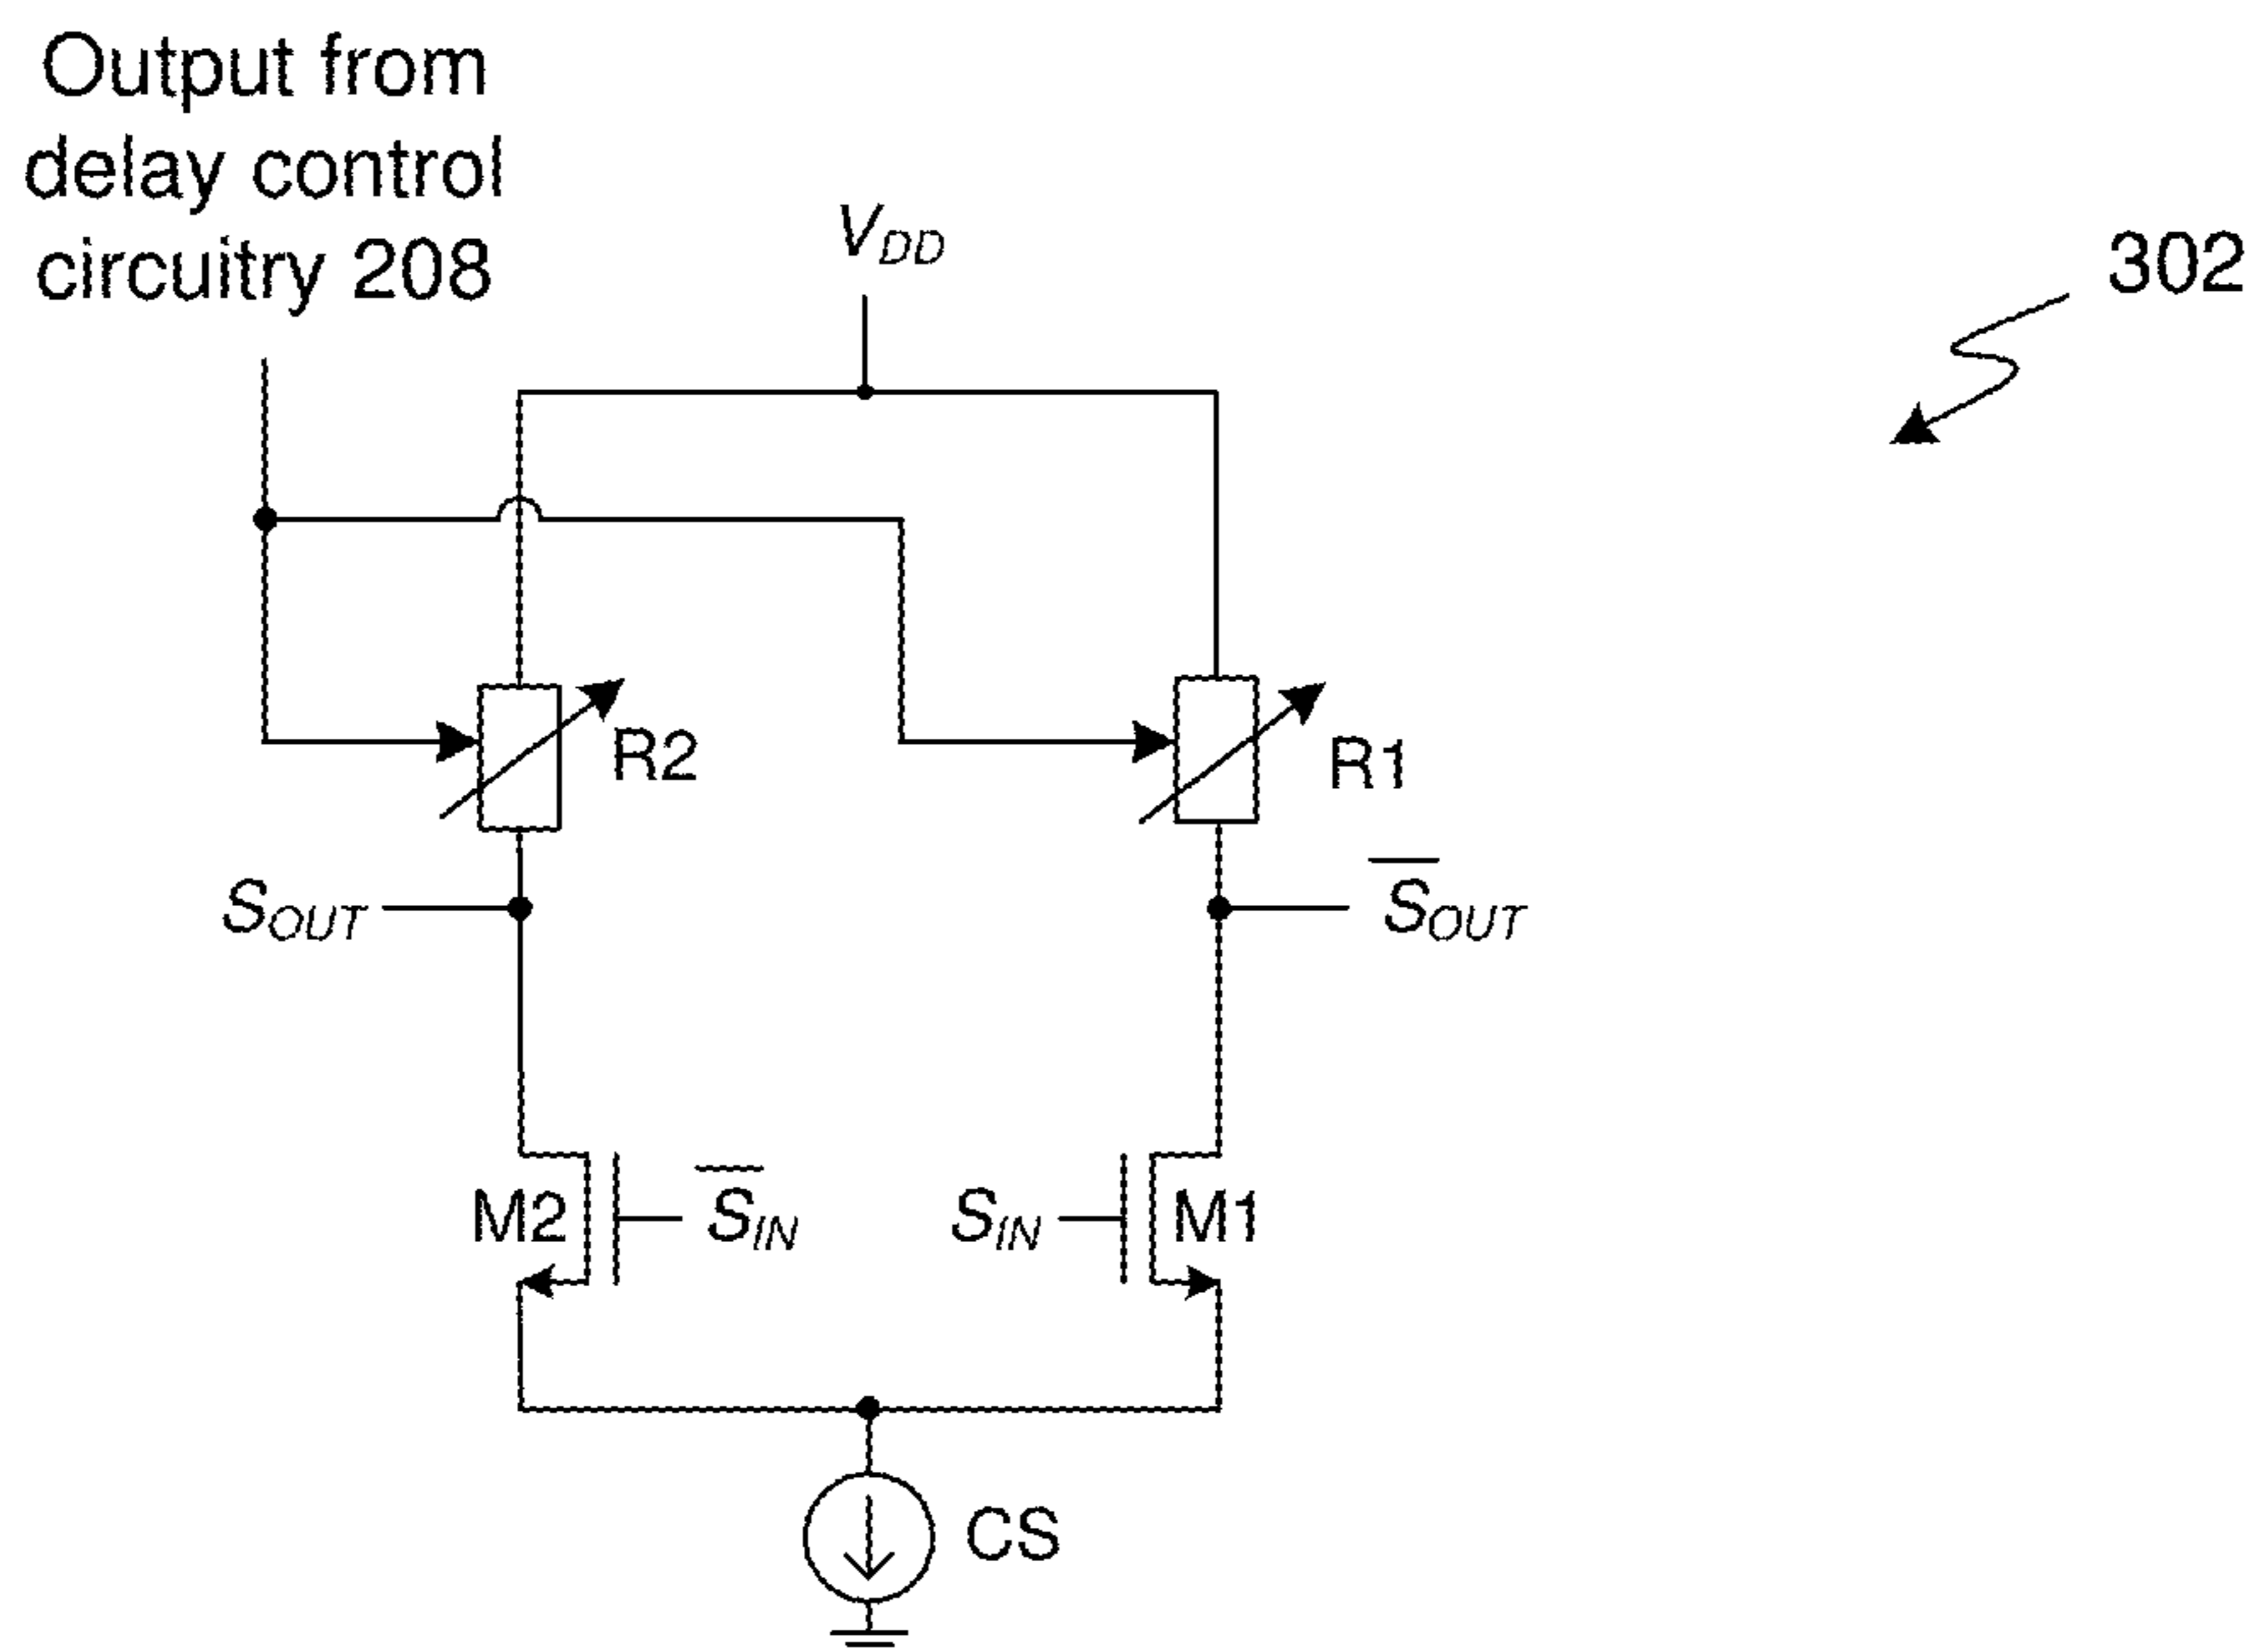 Output from
delay control
circuitry 208
V_DD
302
R2
R1
S_OUT
S̅_OUT
M2
S̅_IN
S_IN
M1
CS